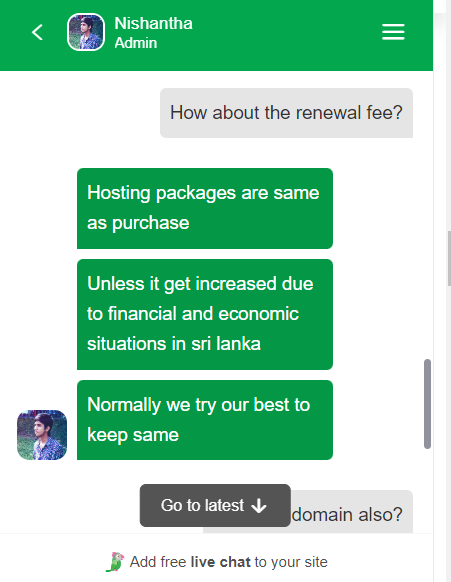 Nishantha
Admin
How about the renewal fee?
Hosting packages are same
as purchase
Unless it get increased due
to financial and economic
situations in sri lanka
Normally we try our best to
keep same
Go to latest
domain also?
Add free live chat to your site